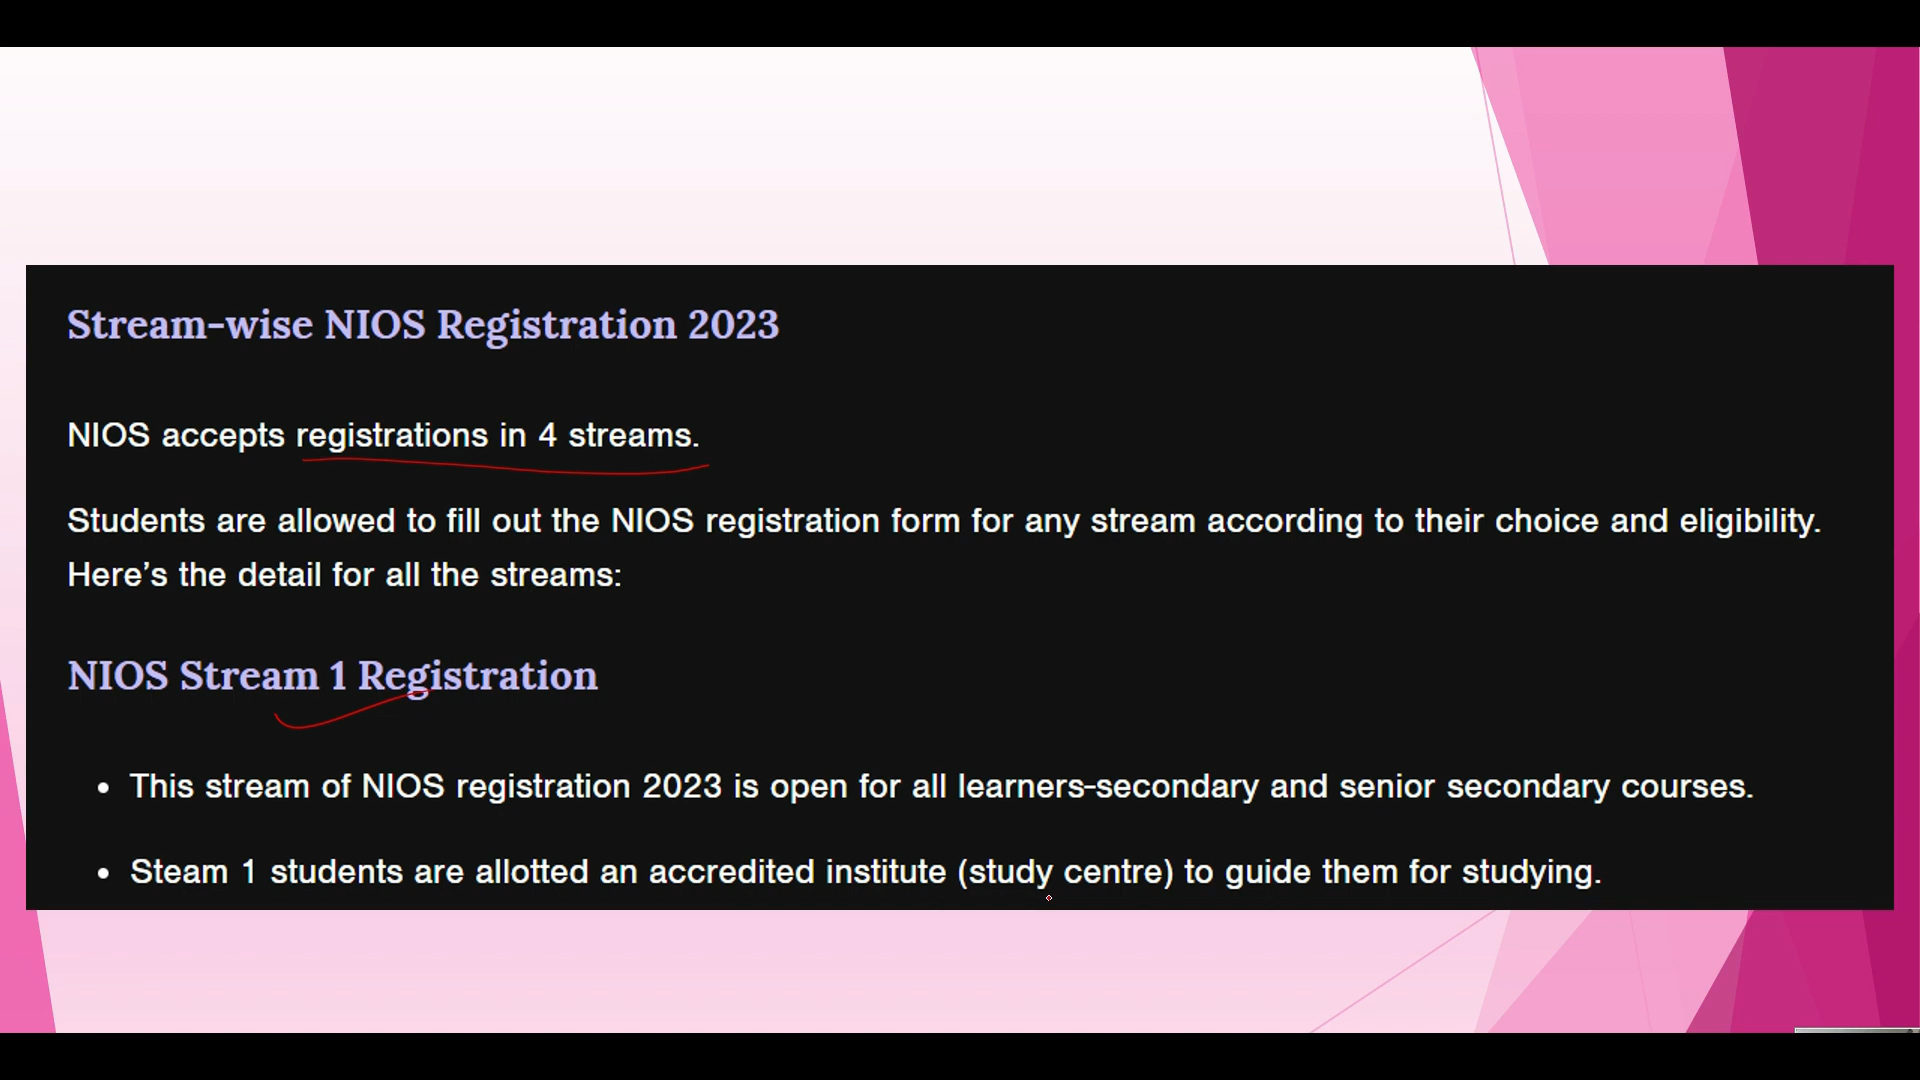 Stream-wise NIOS Registration 2023
NIOS accepts registrations in 4 streams.
Students are allowed to fill out the NIOS registration form for any stream according to their choice and eligibility.
Here’s the detail for all the streams:
NIOS Stream 1 Registration
• This stream of NIOS registration 2023 is open for all learners-secondary and senior secondary courses.
• Steam 1 students are allotted an accredited institute (study centre) to guide them for studying.